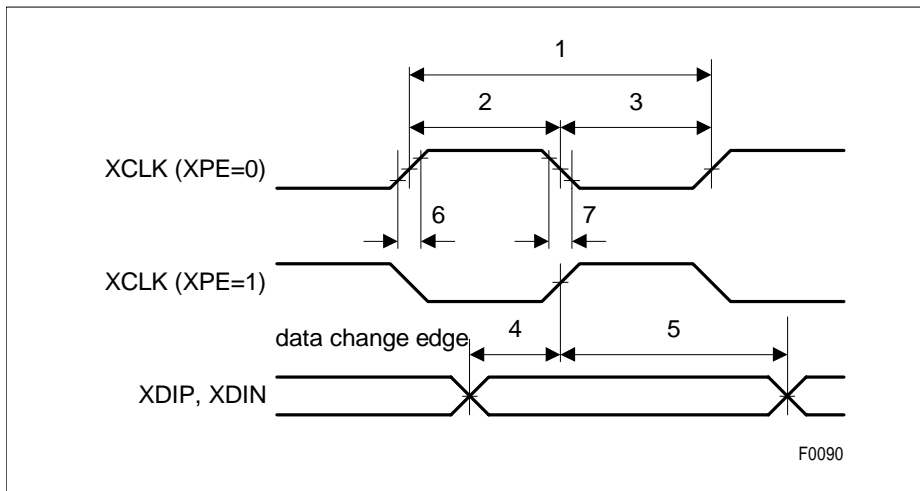 1
2 3
XCLK (XPE=0)
6 7
XCLK (XPE=1)
data change edge 4 5
XDIP, XDIN
F0090